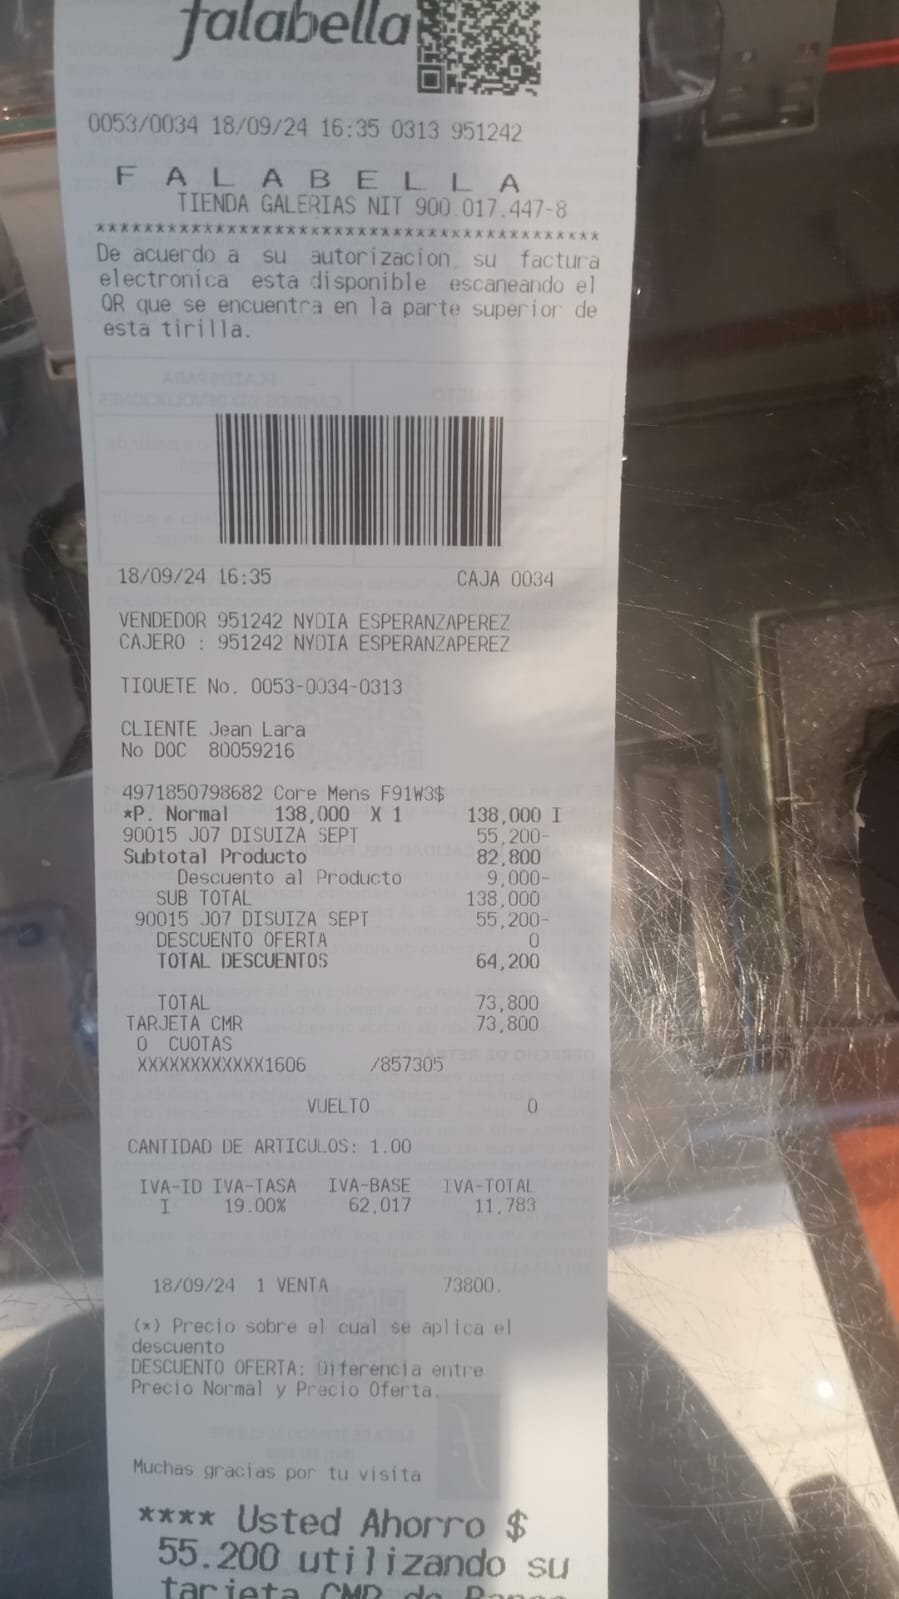 falabella
0053/0034 18/09/24 16:35 0313 951242
F A L A B E L L A
TIENDA GALERIAS NIT 900.017.447-8
*******************************************
De acuerdo a su autorizacion, su factura
electronica esta disponible escaneando el
QR que se encuentra en la parte superior de
esta tirilla.
18/09/24 16:35 CAJA 0034
VENDEDOR 951242 NYDIA ESPERANZAPEREZ
CAJERO : 951242 NYDIA ESPERANZAPEREZ
TIQUETE No. 0053-0034-0313
CLIENTE Jean Lara
No DOC 80059216
4971850798682 Core Mens F91W3$
*P. Normal 138,000 X 1 138,000 I
90015 J07 DISUIZA SEPT 55,200-
Subtotal Producto 82,800
Descuento al Producto 9,000-
SUB TOTAL 138,000
90015 J07 DISUIZA SEPT 55,200-
DESCUENTO OFERTA 0
TOTAL DESCUENTOS 64,200
TOTAL 73,800
TARJETA CMR 73,800
0 CUOTAS
XXXXXXXXXXXX1606 /857305
VUELTO 0
CANTIDAD DE ARTICULOS: 1.00
IVA-ID IVA-TASA IVA-BASE IVA-TOTAL
I 19.00% 62,017 11,783
18/09/24 1 VENTA 73800.
(*) Precio sobre el cual se aplica el
descuento
DESCUENTO OFERTA: Diferencia entre
Precio Normal y Precio Oferta.
Muchas gracias por tu visita
**** Usted Ahorro $
55.200 utilizando su
tarjeta CMR de